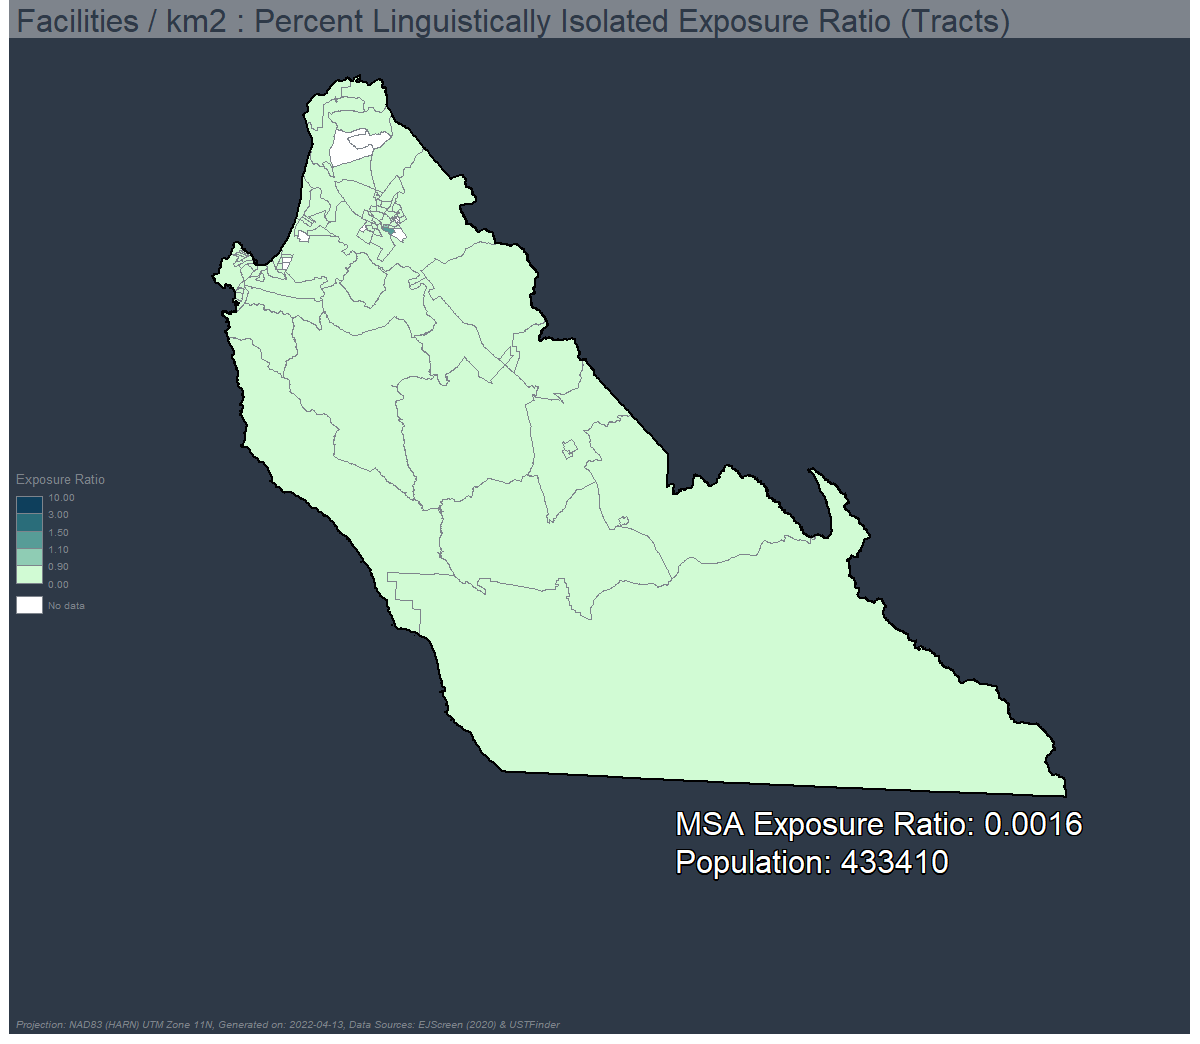 Facilities / km2 : Percent Linguistically Isolated Exposure Ratio (Tracts)
Exposure Ratio
10.00
3.00
1.50
1.10
0.90
0.00
No data
MSA Exposure Ratio: 0.0016
Population: 433410
Projection: NAD83 (HARN) UTM Zone 11N, Generated on: 2022-04-13, Data Sources: EJScreen (2020) & USTFinder